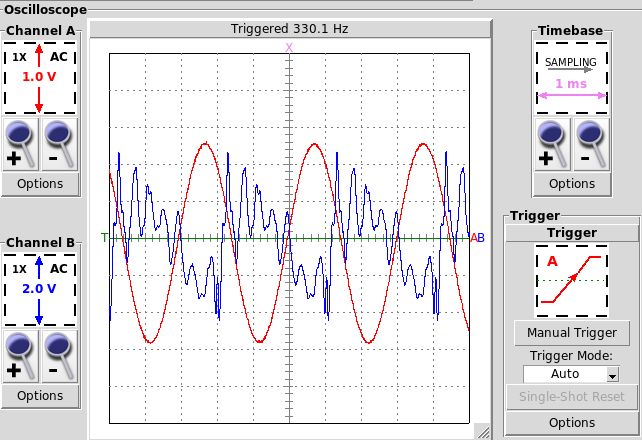 Oscilloscope
Channel A
1X AC
1.0 V
+ -
Options
Channel B
1X AC
2.0 V
+ -
Options
Triggered 330.1 Hz
X
T
AB
Timebase
SAMPLING
1 ms
+ -
Options
Trigger
Trigger
A
Manual Trigger
Trigger Mode:
Auto
Single-Shot Reset
Options